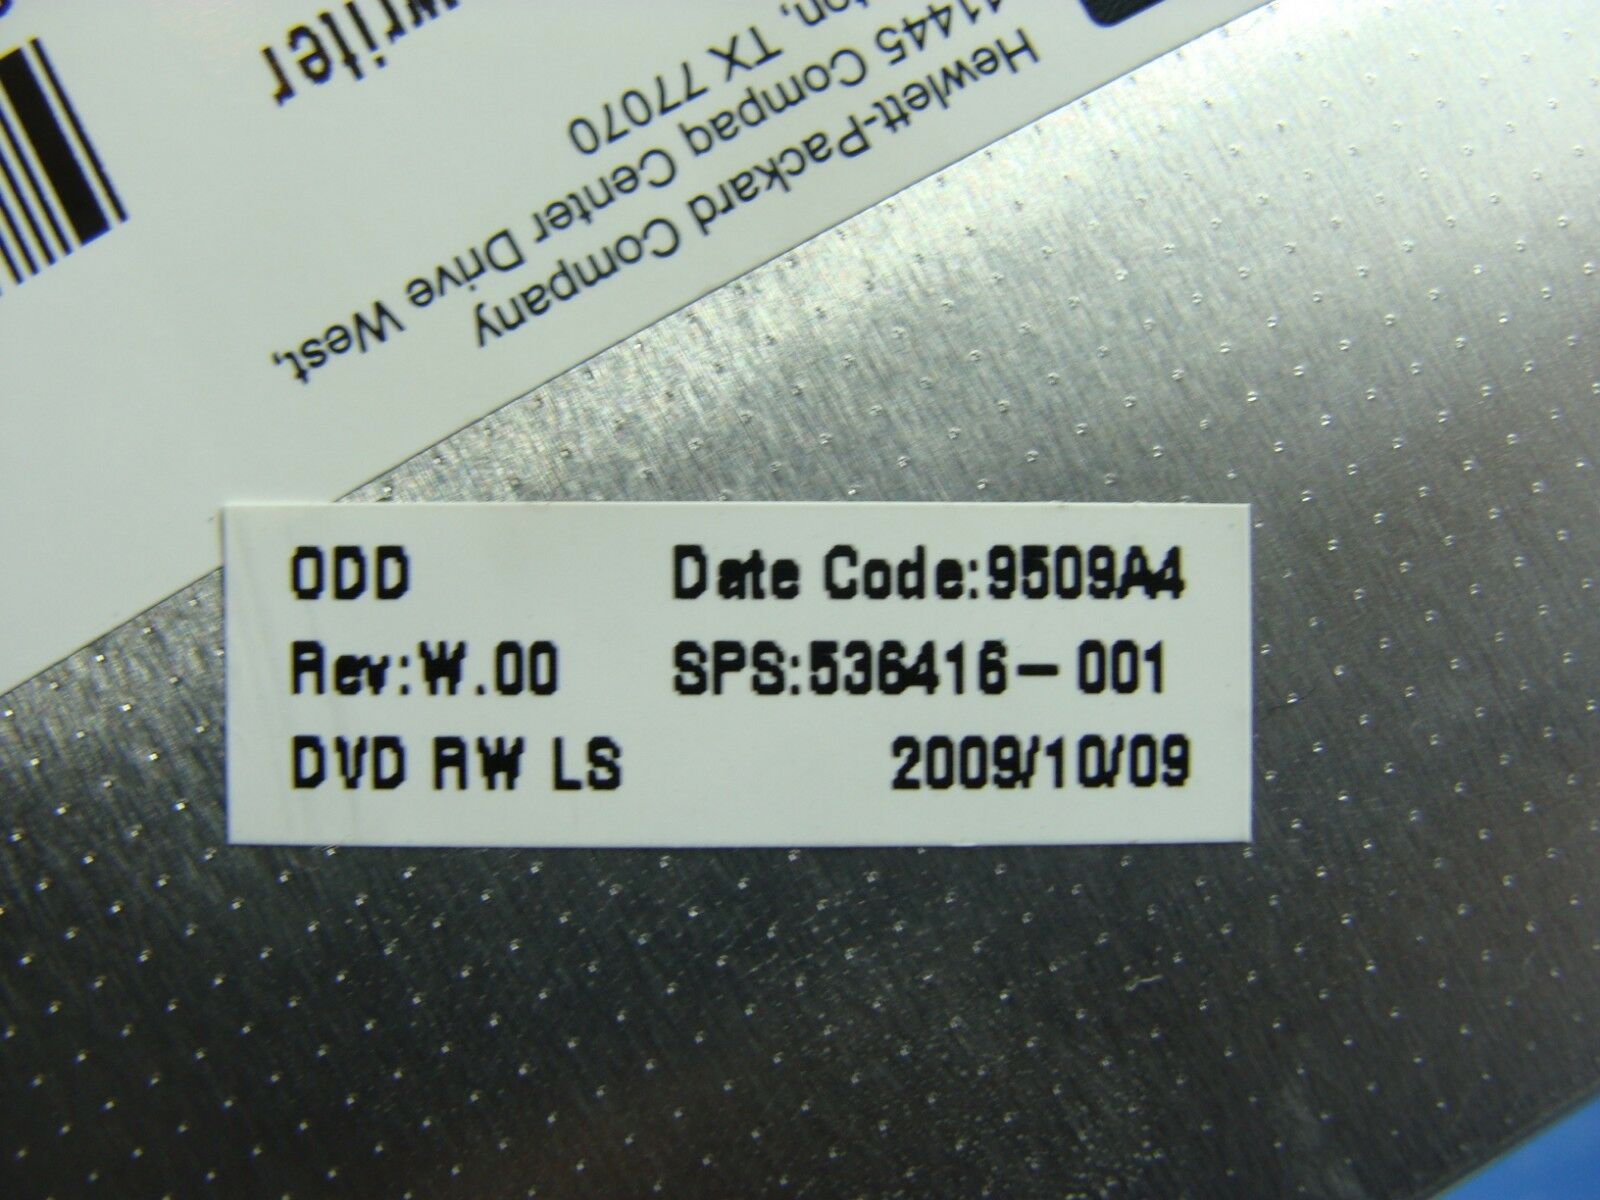 Hewlett-Packard Company
11445 Compaq Center Drive West,
TX 77070
ODD Date Code:9509A4
Rev:W.00 SPS:536416-001
DVD RW LS 2009/10/09